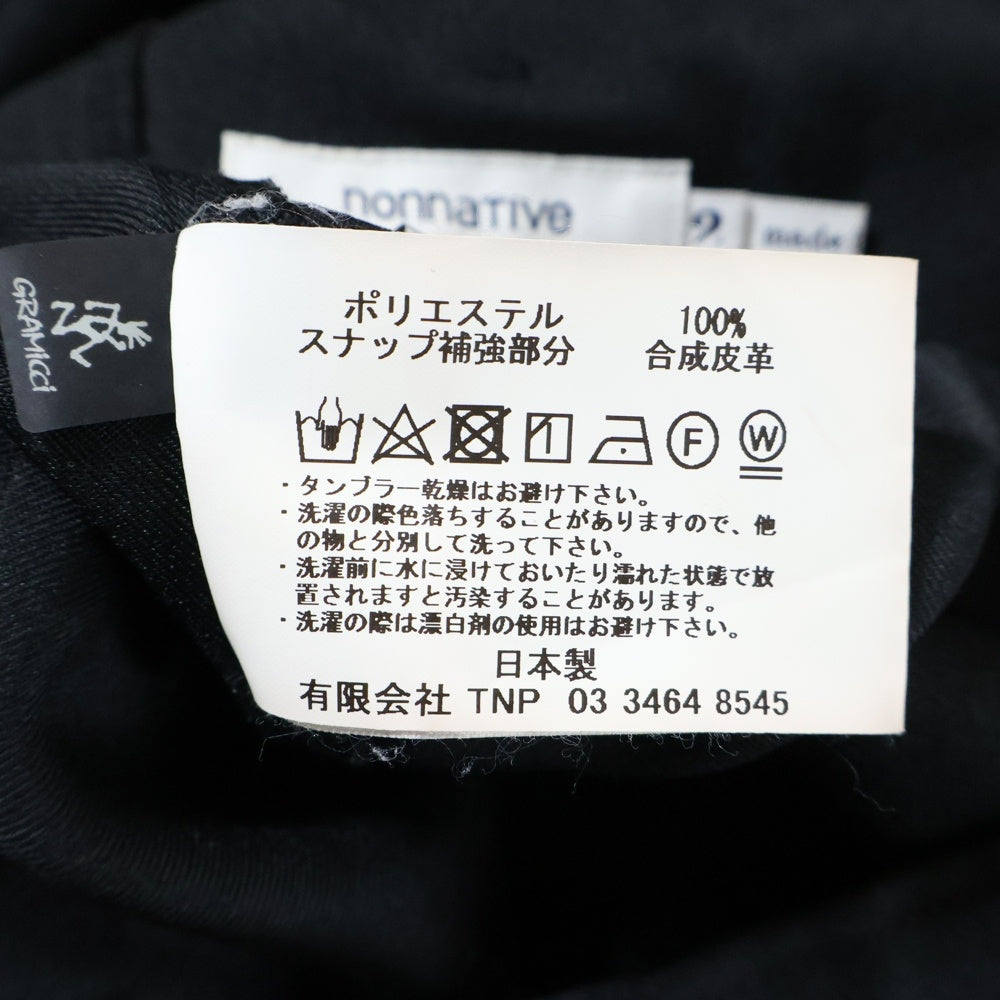 nonnative
2
made
GRAMICCI
ポリエステル 100%
スナップ補強部分 合成皮革
F W
・タンブラー乾燥はお避け下さい。
・洗濯の際色落ちすることがありますので、他
の物と分別して洗って下さい。
・洗濯前に水に浸けておいたり濡れた状態で放
置されますと汚染することがあります。
・洗濯の際は漂白剤の使用はお避け下さい。
日本製
有限会社 TNP 03 3464 8545